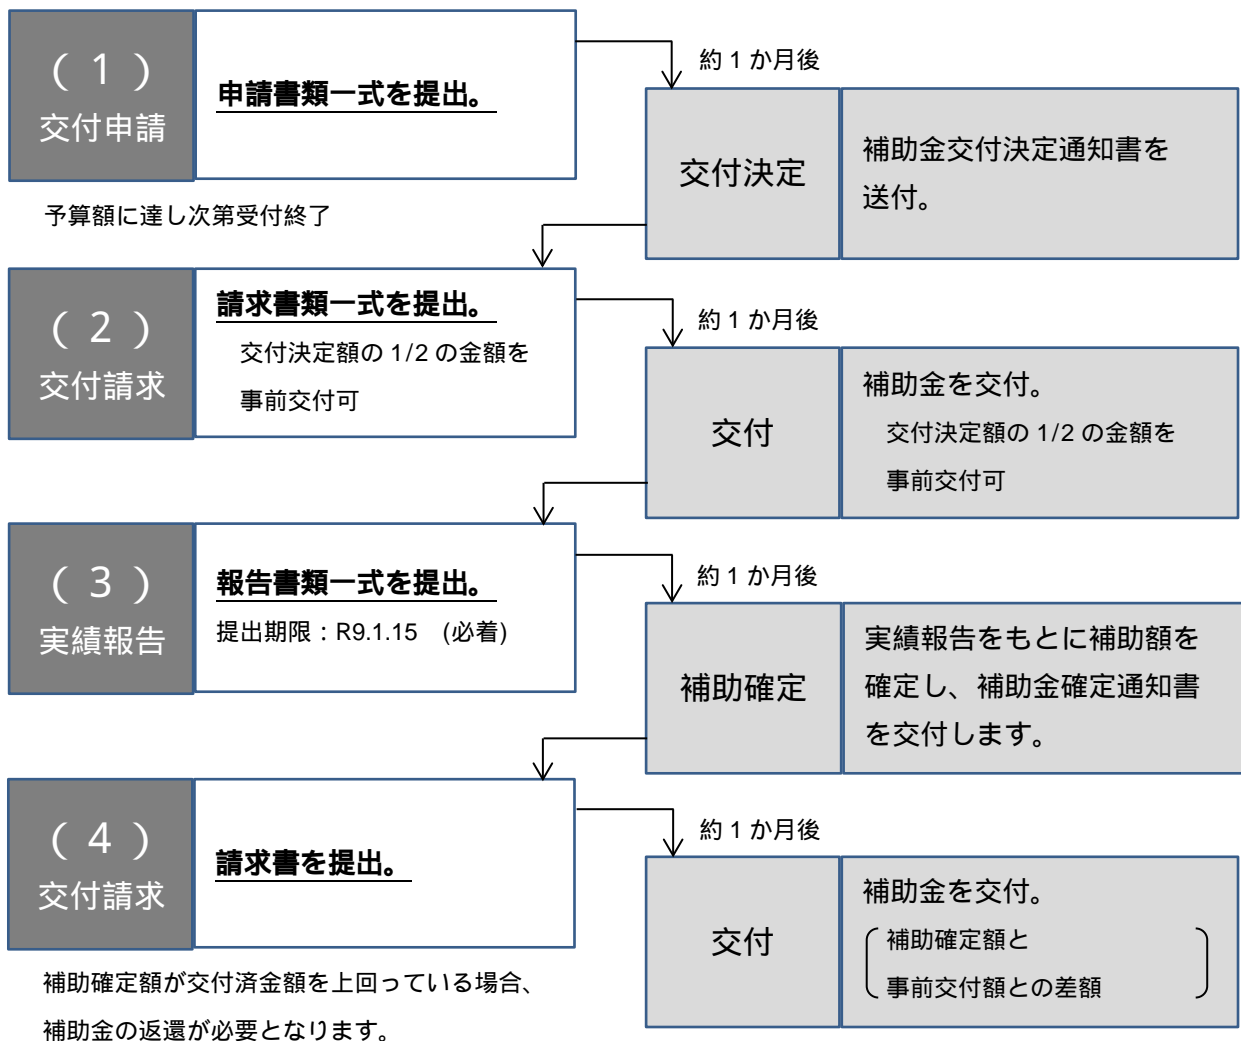 （１）
交付申請
申請書類一式を提出。
約１か月後
交付決定
補助金交付決定通知書を
送付。
予算額に達し次第受付終了
（２）
交付請求
請求書類一式を提出。
交付決定額の 1/2 の金額を
事前交付可
約１か月後
交付
補助金を交付。
交付決定額の 1/2 の金額を
事前交付可
（３）
実績報告
報告書類一式を提出。
提出期限：R9.1.15　(必着)
約１か月後
補助確定
実績報告をもとに補助額を
確定し、補助金確定通知書
を交付します。
（４）
交付請求
請求書を提出。
約１か月後
交付
補助金を交付。
補助確定額と
事前交付額との差額
補助確定額が交付済金額を上回っている場合、
補助金の返還が必要となります。